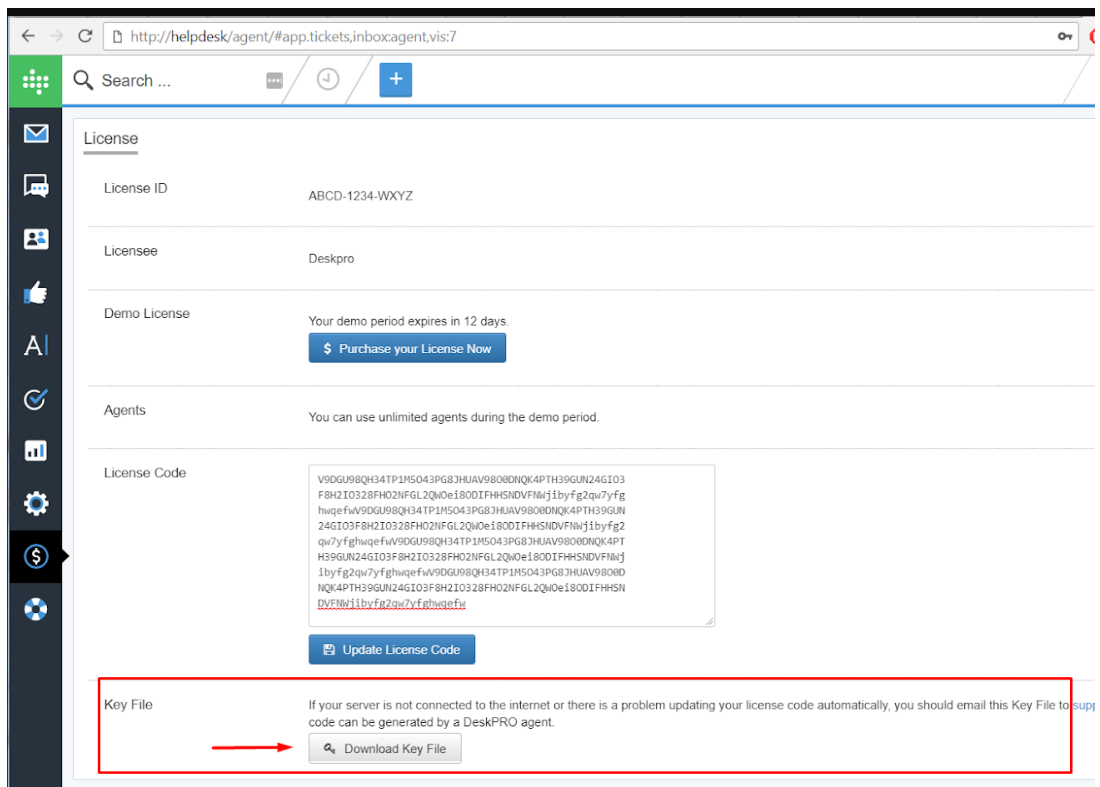 http://helpdesk/agent/#app.tickets,inbox:agent,vis:7
Search ...
+
License
License ID
ABCD-1234-WXYZ
Licensee
Deskpro
Demo License
Your demo period expires in 12 days.
$ Purchase your License Now
AI
Agents
You can use unlimited agents during the demo period.
License Code
V9DGU98QH34TP1M5O43PG8JHUAV98O0DNQK4PTH39GUN24GIO3
F8H2IO328FHO2NFGL2QWOei8ODIFHHSNDVFNWjibyfg2qw7yfg
hwqefwV9DGU98QH34TP1M5O43PG8JHUAV98O0DNQK4PTH39GUN
24GIO3F8H2IO328FHO2NFGL2QWOei8ODIFHHSNDVFNWjibyfg2
qw7yfghwqefwV9DGU98QH34TP1M5O43PG8JHUAV98O0DNQK4PT
H39GUN24GIO3F8H2IO328FHO2NFGL2QWOei8ODIFHHSNDVFNWj
ibyfg2qw7yfghwqefwV9DGU98QH34TP1M5O43PG8JHUAV98O0D
NQK4PTH39GUN24GIO3F8H2IO328FHO2NFGL2QWOei8ODIFHHSN
DVFNWjibyfg2qw7yfghwqefw
Update License Code
Key File
If your server is not connected to the internet or there is a problem updating your license code automatically, you should email this Key File to supp
code can be generated by a DeskPRO agent.
Download Key File